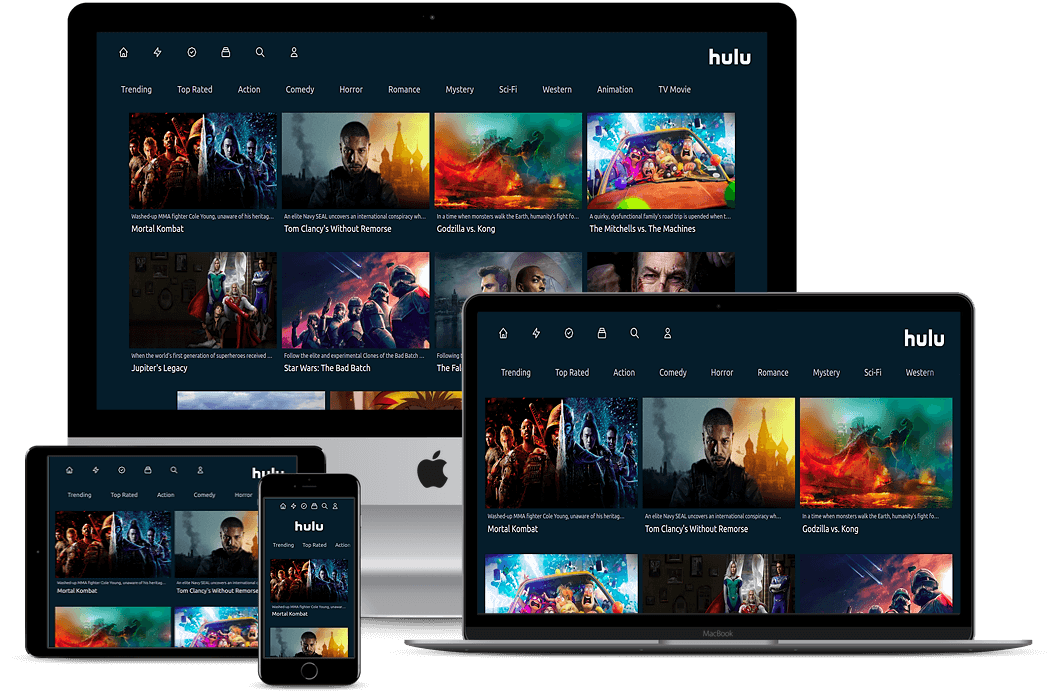 hulu
Trending Top Rated Action Comedy Horror Romance Mystery Sci-Fi Western Animation TV Movie
Washed-up MMA fighter Cole Young, unaware of his heritag...
An elite Navy SEAL uncovers an international conspiracy wh...
In a time when monsters walk the Earth, humanity's fight fo...
A quirky, dysfunctional family's road trip is upended when t...
Mortal Kombat
Tom Clancy's Without Remorse
Godzilla vs. Kong
The Mitchells vs. The Machines
When the world's first generation of superheroes received ...
Follow the elite and experimental Clones of the Bad Batch ...
Following
Jupiter's Legacy
Star Wars: The Bad Batch
The Fal
hulu
Trending Top Rated Action Comedy Horror Romance Mystery Sci-Fi Western
Washed-up MMA fighter Cole Young, unaware of his heritag...
An elite Navy SEAL uncovers an international conspiracy wh...
In a time when monsters walk the Earth, humanity's fight fo...
Mortal Kombat
Tom Clancy's Without Remorse
Godzilla vs. Kong
MacBook
hulu
Trending Top Rated Action Comedy Horror
Washed-up MMA fighter Cole Young, unaware of his heritag...
An elite Navy SEAL uncovers an international
Mortal Kombat
Tom Clancy's Without Remorse
hulu
Trending Top Rated Action
Washed-up MMA fighter Cole Young, unaware...
Mortal Kombat